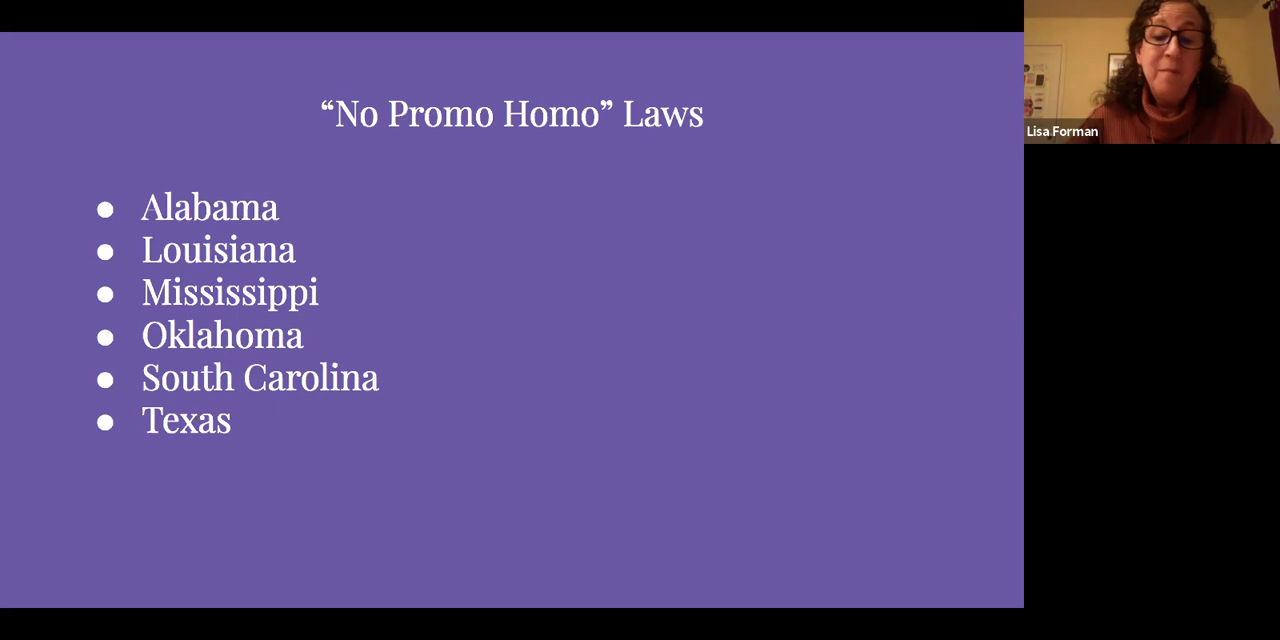 “No Promo Homo” Laws
● Alabama
● Louisiana
● Mississippi
● Oklahoma
● South Carolina
● Texas
Lisa Forman